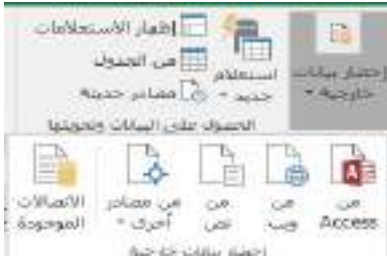 إظهار الاستعلامات
من الجدول
مصادر حديثة
استعلام
جديد
إحضار بيانات
خارجية
الحصول على البيانات وتحويلها
من
Access
من
ويب
من
نص
من مصادر
أخرى
الاتصالات
الموجودة
إحضار بيانات خارجية